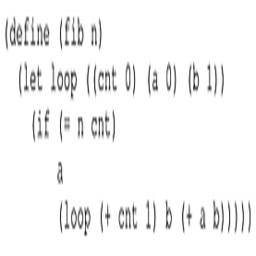 (define (fib n)
(let loop ((cnt 0) (a 0) (b 1))
(if (= n cnt)
a
(loop (+ cnt 1) b (+ a b)))))